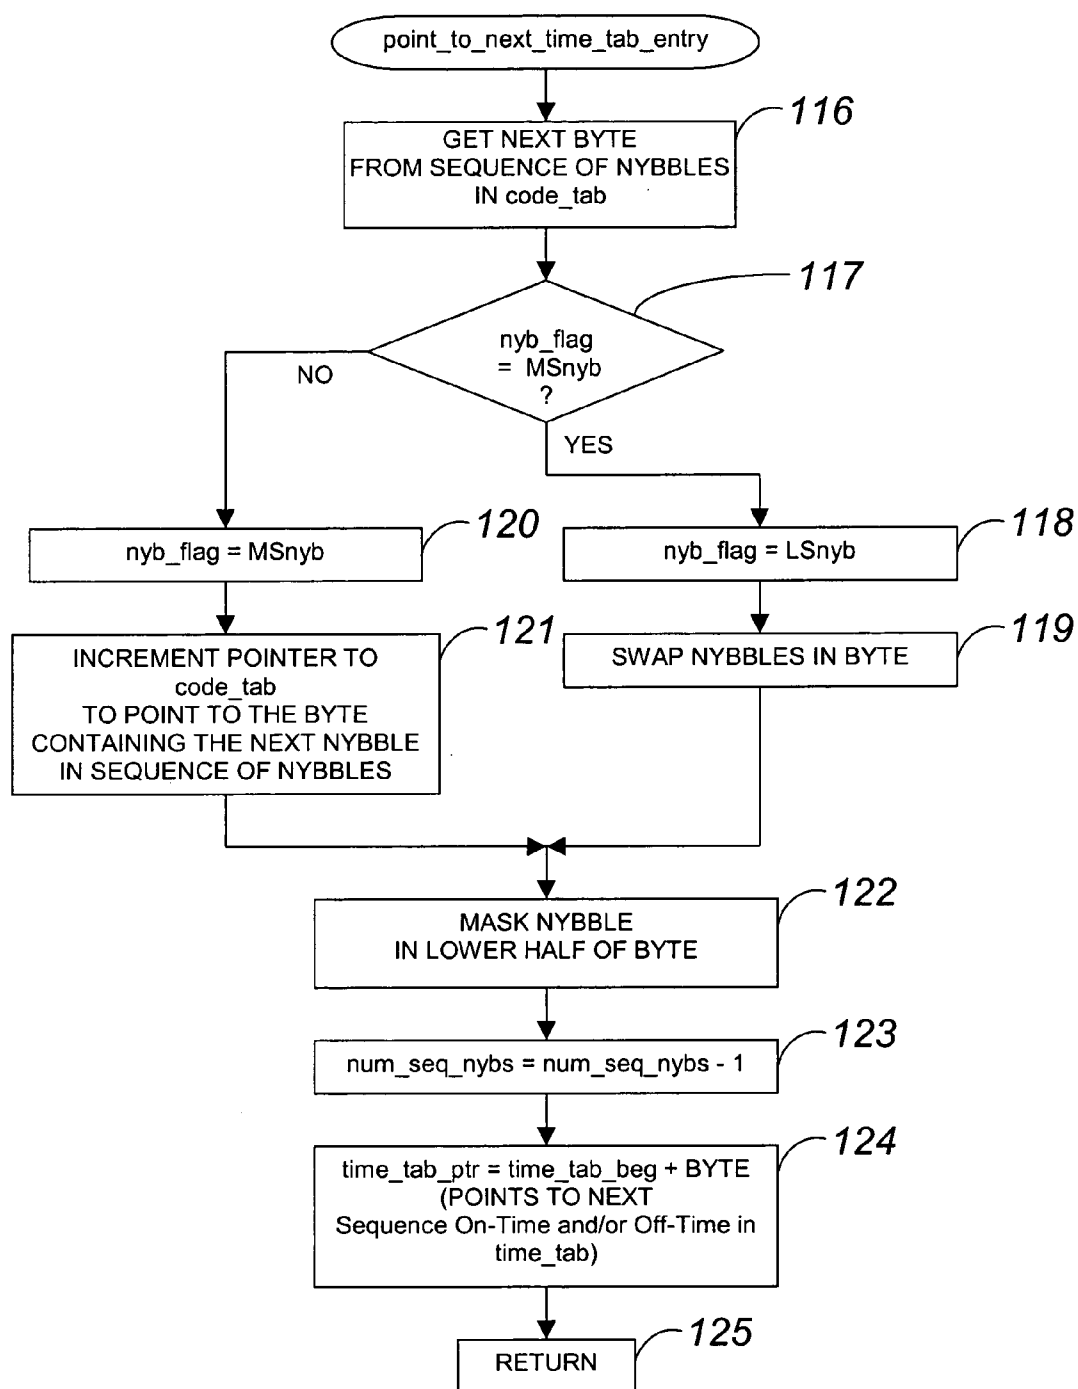 point_to_next_time_tab_entry
116
GET NEXT BYTE
FROM SEQUENCE OF NYBBLES
IN code_tab
117
nyb_flag
= MSnyb
?
NO
YES
120
nyb_flag = MSnyb
118
nyb_flag = LSnyb
121
INCREMENT POINTER TO
code_tab
TO POINT TO THE BYTE
CONTAINING THE NEXT NYBBLE
IN SEQUENCE OF NYBBLES
119
SWAP NYBBLES IN BYTE
122
MASK NYBBLE
IN LOWER HALF OF BYTE
123
num_seq_nybs = num_seq_nybs - 1
124
time_tab_ptr = time_tab_beg + BYTE
(POINTS TO NEXT
Sequence On-Time and/or Off-Time in
time_tab)
125
RETURN